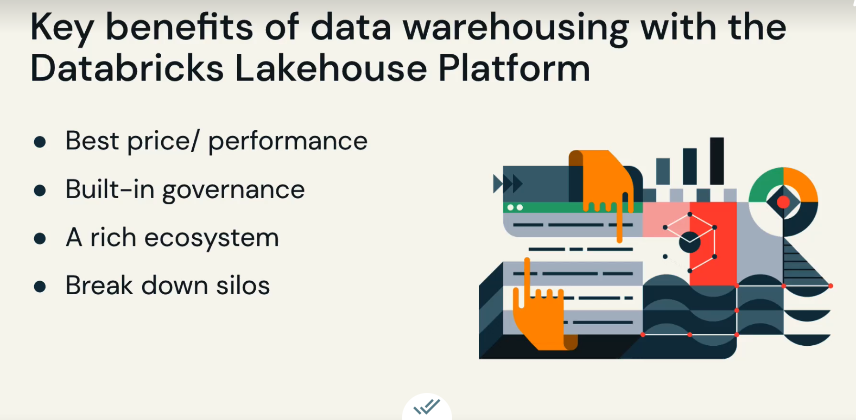 Key benefits of data warehousing with the
Databricks Lakehouse Platform
● Best price/ performance
● Built-in governance
● A rich ecosystem
● Break down silos